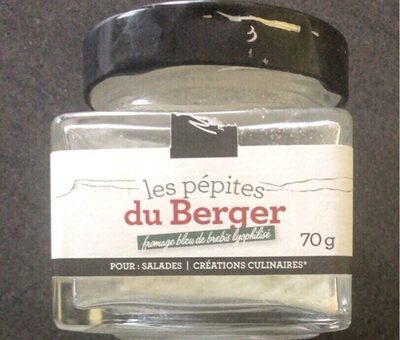 les pépites
du Berger
fromage bleu de brebis lyophilisé
70 g
POUR : SALADES | CRÉATIONS CULINAIRES*